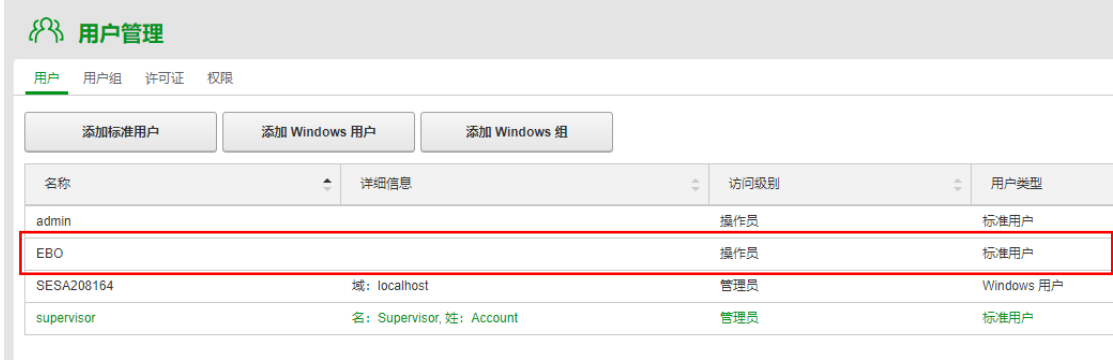 用户管理
用户 用户组 许可证 权限
添加标准用户 添加 Windows 用户 添加 Windows 组
名称 详细信息 访问级别 用户类型
admin 操作员 标准用户
EBO 操作员 标准用户
SESA208164 域：localhost 管理员 Windows 用户
supervisor 名：Supervisor, 姓：Account 管理员 标准用户